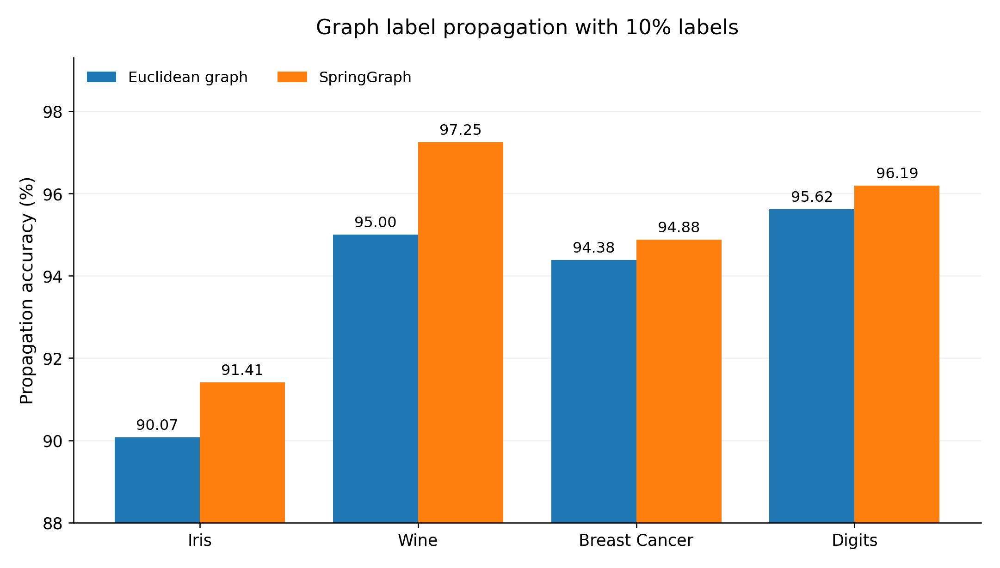 Graph label propagation with 10% labels
Euclidean graph
SpringGraph
Propagation accuracy (%)
98
96
94
92
90
88
90.07
91.41
95.00
97.25
94.38
94.88
95.62
96.19
Iris
Wine
Breast Cancer
Digits